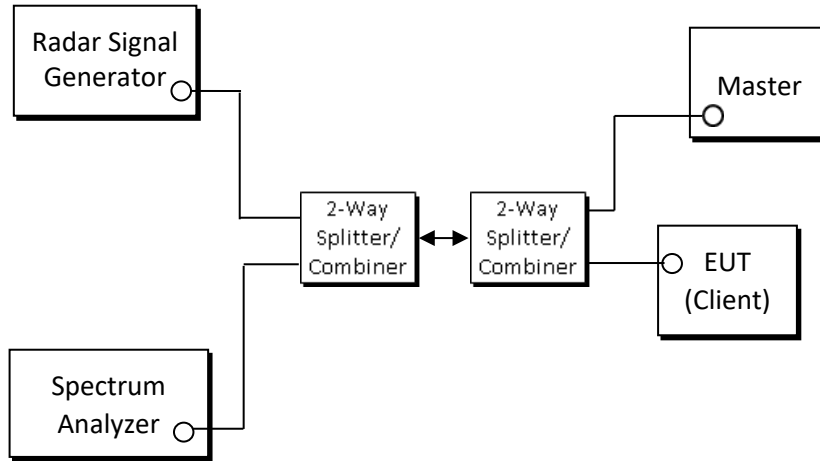 Radar Signal
Generator
Master
2-Way
Splitter/
Combiner
2-Way
Splitter/
Combiner
EUT
(Client)
Spectrum
Analyzer